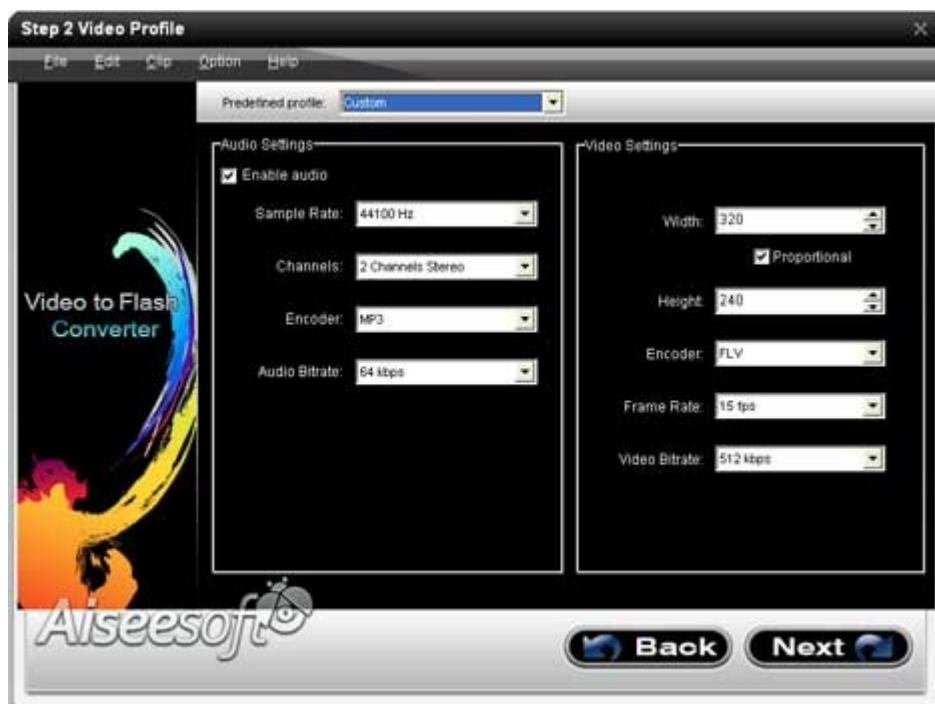 Step 2 Video Profile
File Edit Clip Option Help
Predefined profile: Custom
Audio Settings
Enable audio
Sample Rate: 44100 Hz
Channels: 2 Channels Stereo
Encoder: MP3
Audio Bitrate: 64 kbps
Video Settings
Width: 320
Proportional
Height: 240
Encoder: FLV
Frame Rate: 15 fps
Video Bitrate: 512 kbps
Video to Flash
Converter
Aiseesoft
Back
Next